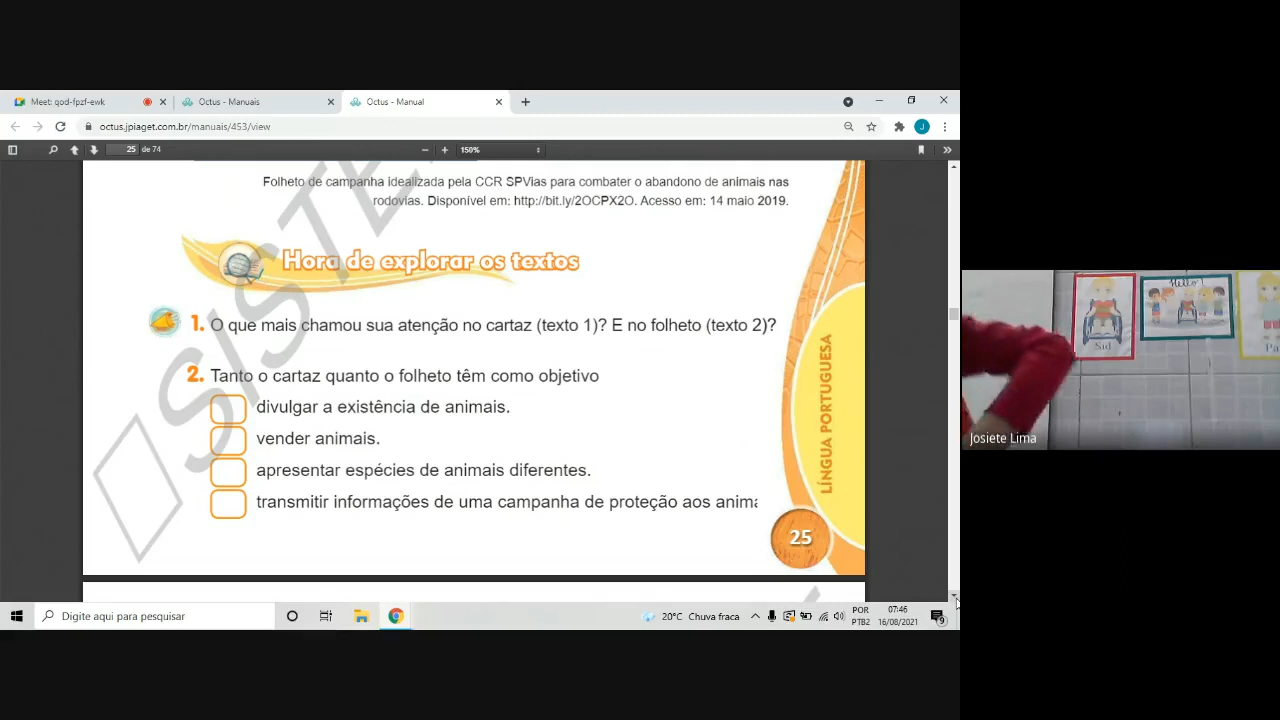 Meet: qod-fpzf-ewk
Octus - Manuais
Octus - Manual
octus.jpiaget.com.br/manuais/453/view
25 de 74
150%
Folheto de campanha idealizada pela CCR SPVias para combater o abandono de animais nas
rodovias. Disponível em: http://bit.ly/2OCPX2O. Acesso em: 14 maio 2019.
SISTE
Hora de explorar os textos
1. O que mais chamou sua atenção no cartaz (texto 1)? E no folheto (texto 2)?
2. Tanto o cartaz quanto o folheto têm como objetivo
divulgar a existência de animais.
vender animais.
apresentar espécies de animais diferentes.
transmitir informações de uma campanha de proteção aos anima
LÍNGUA PORTUGUESA
25
Digite aqui para pesquisar
20°C Chuva fraca
POR
PTB2
07:46
16/08/2021
9
J
Hello!
Sid
Pa
Josiete Lima